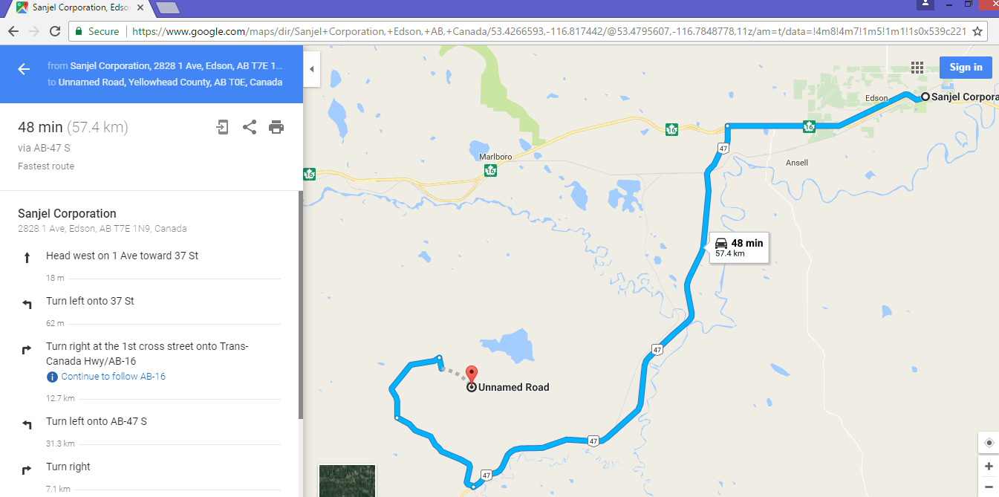 Sanjel Corporation, Edso
Secure
https://www.google.com/maps/dir/Sanjel+Corporation,+Edson,+AB,+Canada/53.4266593,-116.817442/@53.4795607,-116.7848778,11z/am=t/data=!4m8!4m7!1m5!1m1!1s0x539c221
from Sanjel Corporation, 2828 1 Ave, Edson, AB T7E 1...
to Unnamed Road, Yellowhead County, AB T0E, Canada
48 min (57.4 km)
via AB-47 S
Fastest route
Sanjel Corporation
2828 1 Ave, Edson, AB T7E 1N9, Canada
Head west on 1 Ave toward 37 St
18 m
Turn left onto 37 St
62 m
Turn right at the 1st cross street onto Trans-
Canada Hwy/AB-16
Continue to follow AB-16
12.7 km
Turn left onto AB-47 S
31.3 km
Turn right
7.1 km
Sign in
Edson
Sanjel Corpora
16
16
47
Marlboro
Ansell
16
16
48 min
57.4 km
47
Unnamed Road
47
47